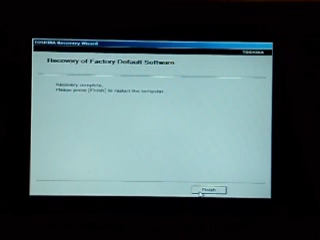 TOSHIBA Recovery Wizard
TOSHIBA
Recovery of Factory Default Software
Recovery complete.
Please press [Finish] to restart the computer.
Finish